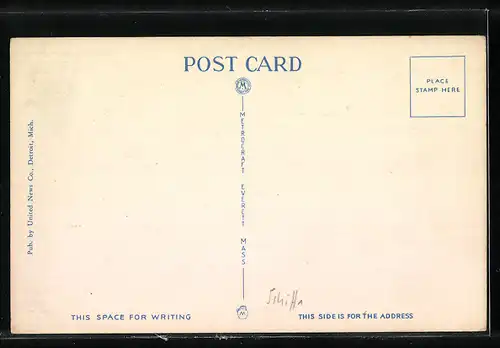 POST CARD
PLACE
STAMP HERE
METROCRAFT EVERETT MASS
Pub. by United News Co., Detroit, Mich.
Schiffe
THIS SPACE FOR WRITING
THIS SIDE IS FOR THE ADDRESS